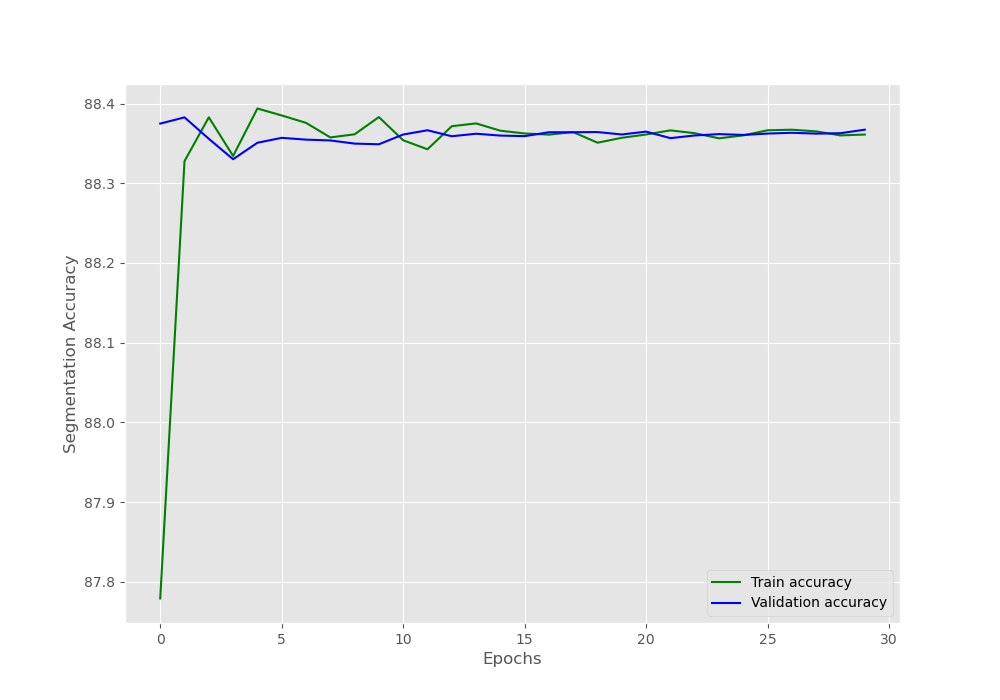 88.4
88.3
88.2
88.1
88.0
87.9
87.8
Segmentation Accuracy
0 5 10 15 20 25 30
Epochs
Train accuracy
Validation accuracy